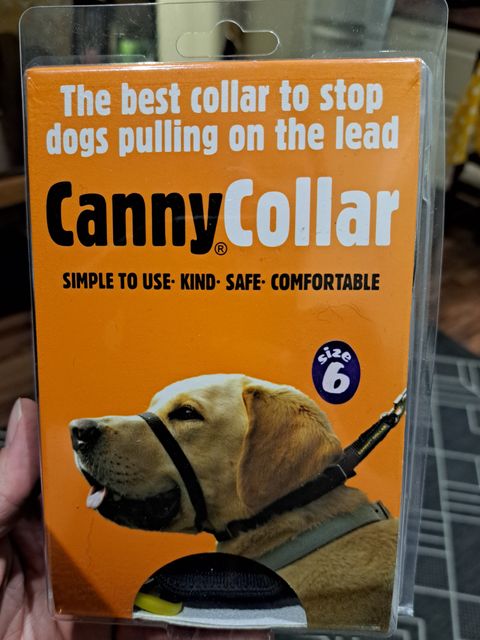 The best collar to stop
dogs pulling on the lead
CannyCollar®
SIMPLE TO USE· KIND· SAFE· COMFORTABLE
size
6